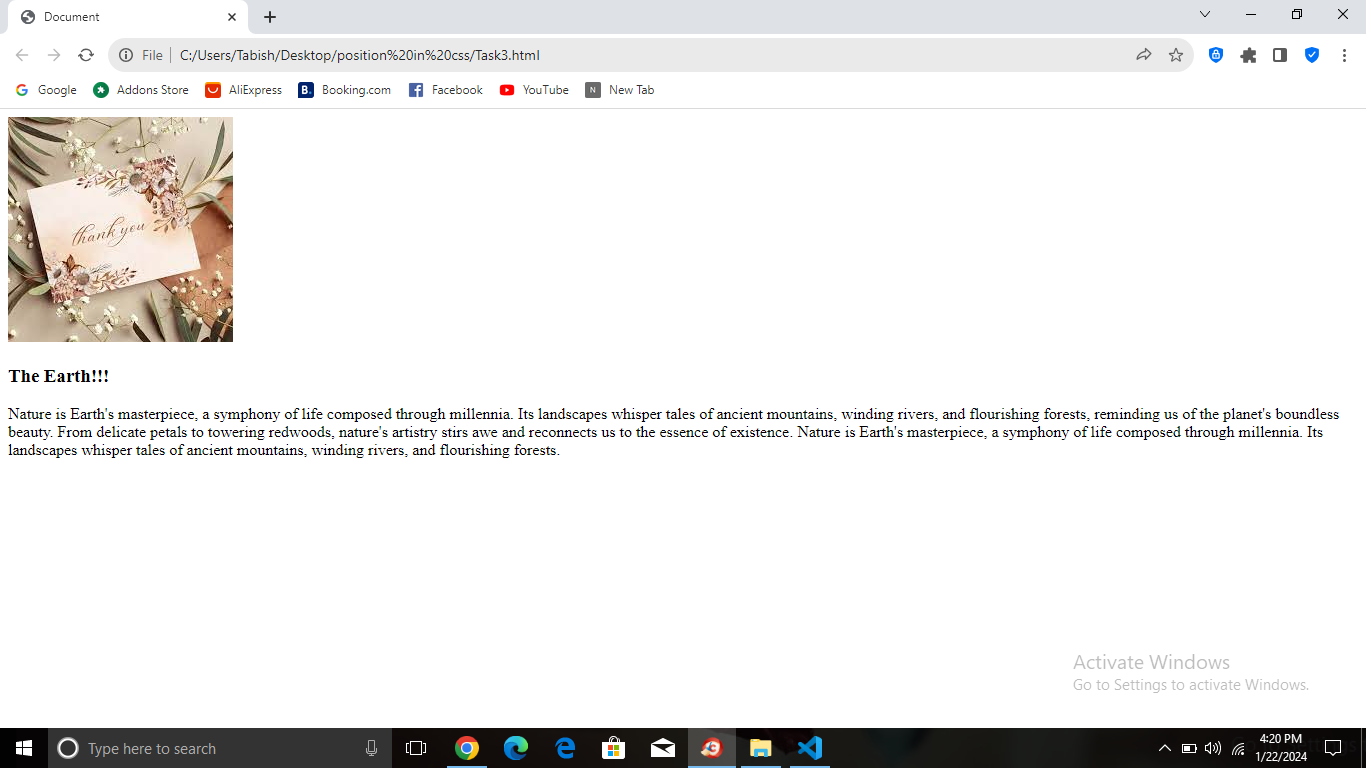 Document
File
C:/Users/Tabish/Desktop/position%20in%20css/Task3.html
Google
Addons Store
AliExpress
B.
Booking.com
Facebook
YouTube
N
New Tab
thank you
The Earth!!!
Nature is Earth's masterpiece, a symphony of life composed through millennia. Its landscapes whisper tales of ancient mountains, winding rivers, and flourishing forests, reminding us of the planet's boundless
beauty. From delicate petals to towering redwoods, nature's artistry stirs awe and reconnects us to the essence of existence. Nature is Earth's masterpiece, a symphony of life composed through millennia. Its
landscapes whisper tales of ancient mountains, winding rivers, and flourishing forests.
Activate Windows
Go to Settings to activate Windows.
Type here to search
4:20 PM
1/22/2024